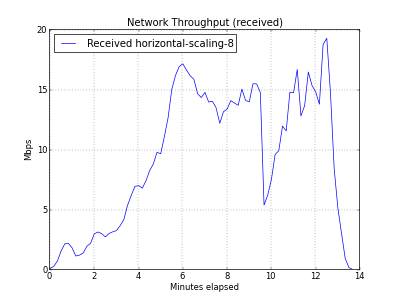 Network Throughput (received)
Received horizontal-scaling-8
20
15
10
5
0
Mbps
0 2 4 6 8 10 12 14
Minutes elapsed